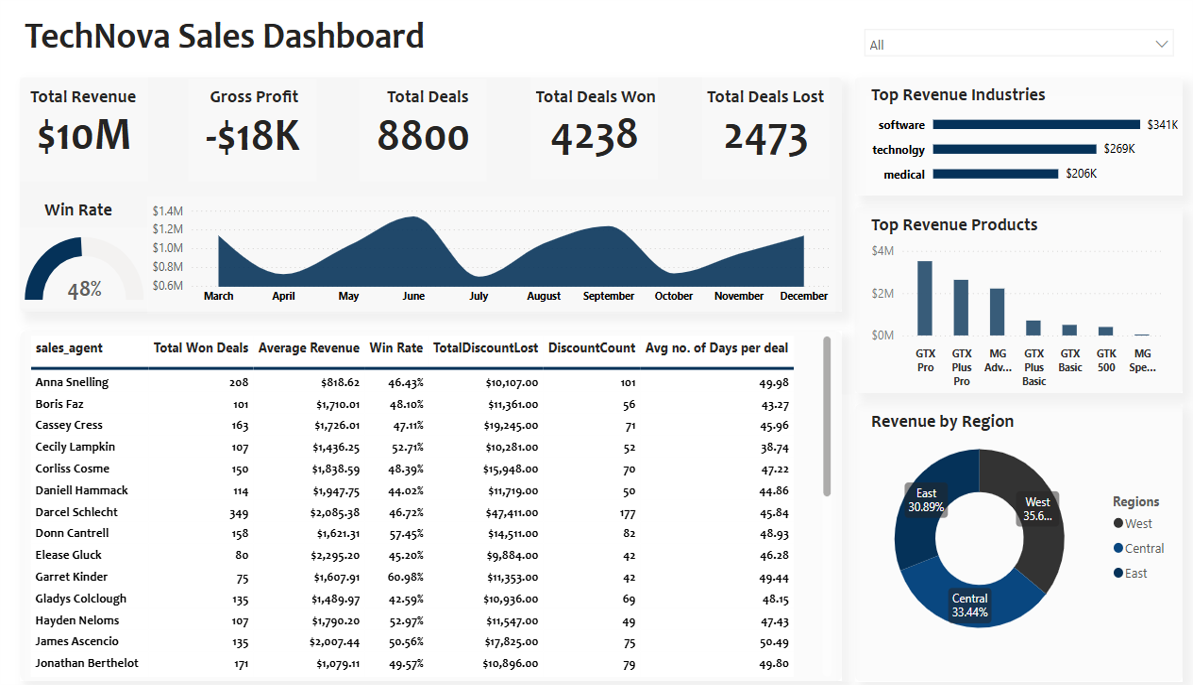 TechNova Sales Dashboard
All
Total Revenue
$10M
Gross Profit
-$18K
Total Deals
8800
Total Deals Won
4238
Total Deals Lost
2473
Win Rate
48%
$1.4M
$1.2M
$1.0M
$0.8M
$0.6M
March April May June July August September October November December
sales_agent Total Won Deals Average Revenue Win Rate TotalDiscountLost DiscountCount Avg no. of Days per deal
Anna Snelling 208 $818.62 46.43% $10,107.00 101 49.98
Boris Faz 101 $1,710.01 48.10% $11,361.00 56 43.27
Cassey Cress 163 $1,726.01 47.11% $19,245.00 71 45.96
Cecily Lampkin 107 $1,436.25 52.71% $10,281.00 52 38.74
Corliss Cosme 150 $1,838.59 48.39% $15,948.00 70 47.22
Daniell Hammack 114 $1,947.75 44.02% $11,719.00 50 44.86
Darcel Schlecht 349 $2,085.38 46.72% $47,411.00 177 45.84
Donn Cantrell 158 $1,621.31 57.45% $14,511.00 82 48.93
Elease Gluck 80 $2,295.20 45.20% $9,884.00 42 46.28
Garret Kinder 75 $1,607.91 60.98% $11,353.00 42 49.44
Gladys Colclough 135 $1,489.97 42.59% $10,936.00 69 48.15
Hayden Neloms 107 $1,790.20 52.97% $11,547.00 49 47.43
James Ascencio 135 $2,007.44 50.56% $17,825.00 75 50.49
Jonathan Berthelot 171 $1,079.11 49.57% $10,896.00 79 49.80
Top Revenue Industries
software $341K
technolgy $269K
medical $206K
Top Revenue Products
$4M
$2M
$0M
GTX Pro
GTX Plus Pro
MG Adv...
GTX Plus Basic
GTX Basic
GTK 500
MG Spe...
Revenue by Region
East
30.89%
West
35.6...
Central
33.44%
Regions
West
Central
East